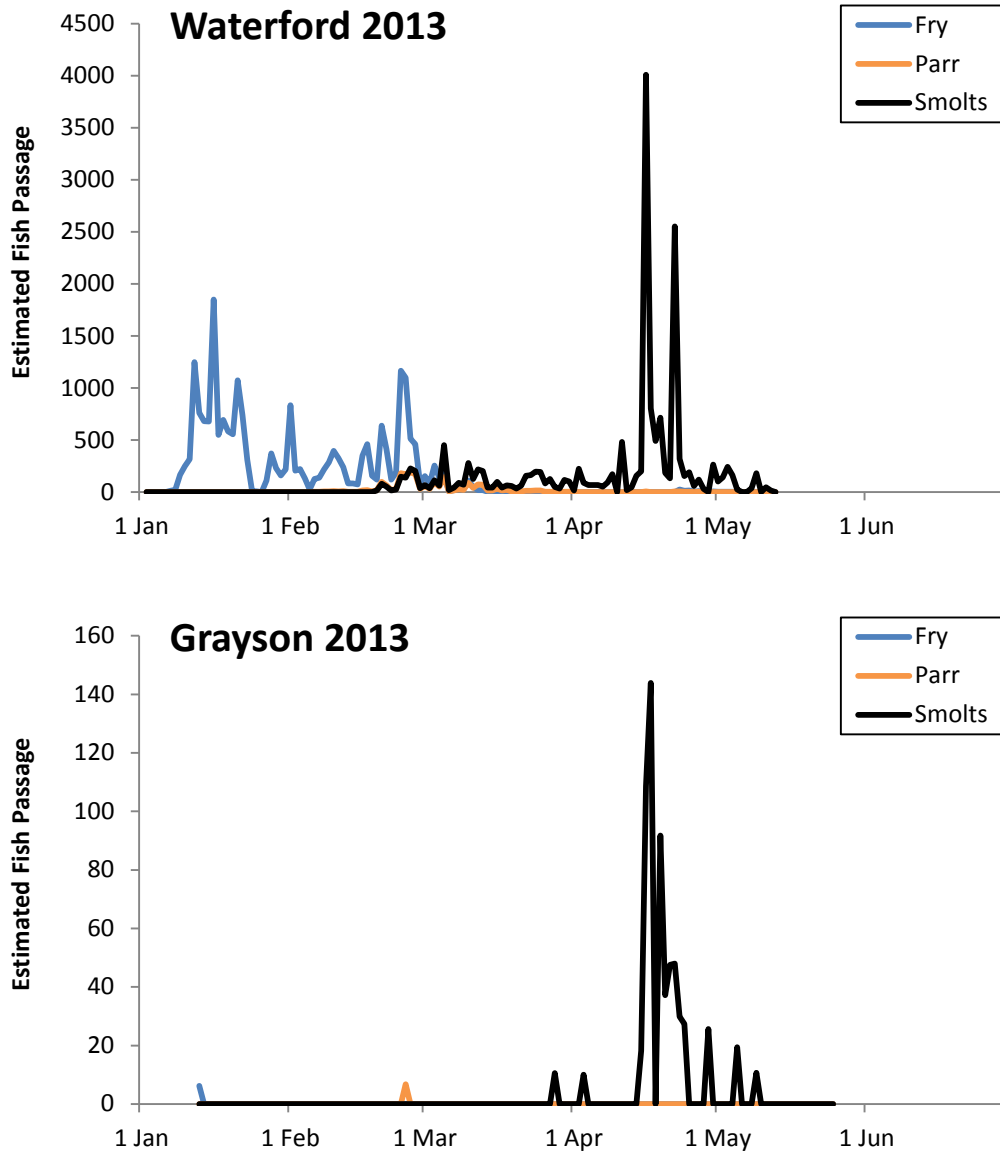 Waterford 2013
Fry
Parr
Smolts
Estimated Fish Passage
4500
4000
3500
3000
2500
2000
1500
1000
500
0
1 Jan 1 Feb 1 Mar 1 Apr 1 May 1 Jun
Grayson 2013
Fry
Parr
Smolts
Estimated Fish Passage
160
140
120
100
80
60
40
20
0
1 Jan 1 Feb 1 Mar 1 Apr 1 May 1 Jun